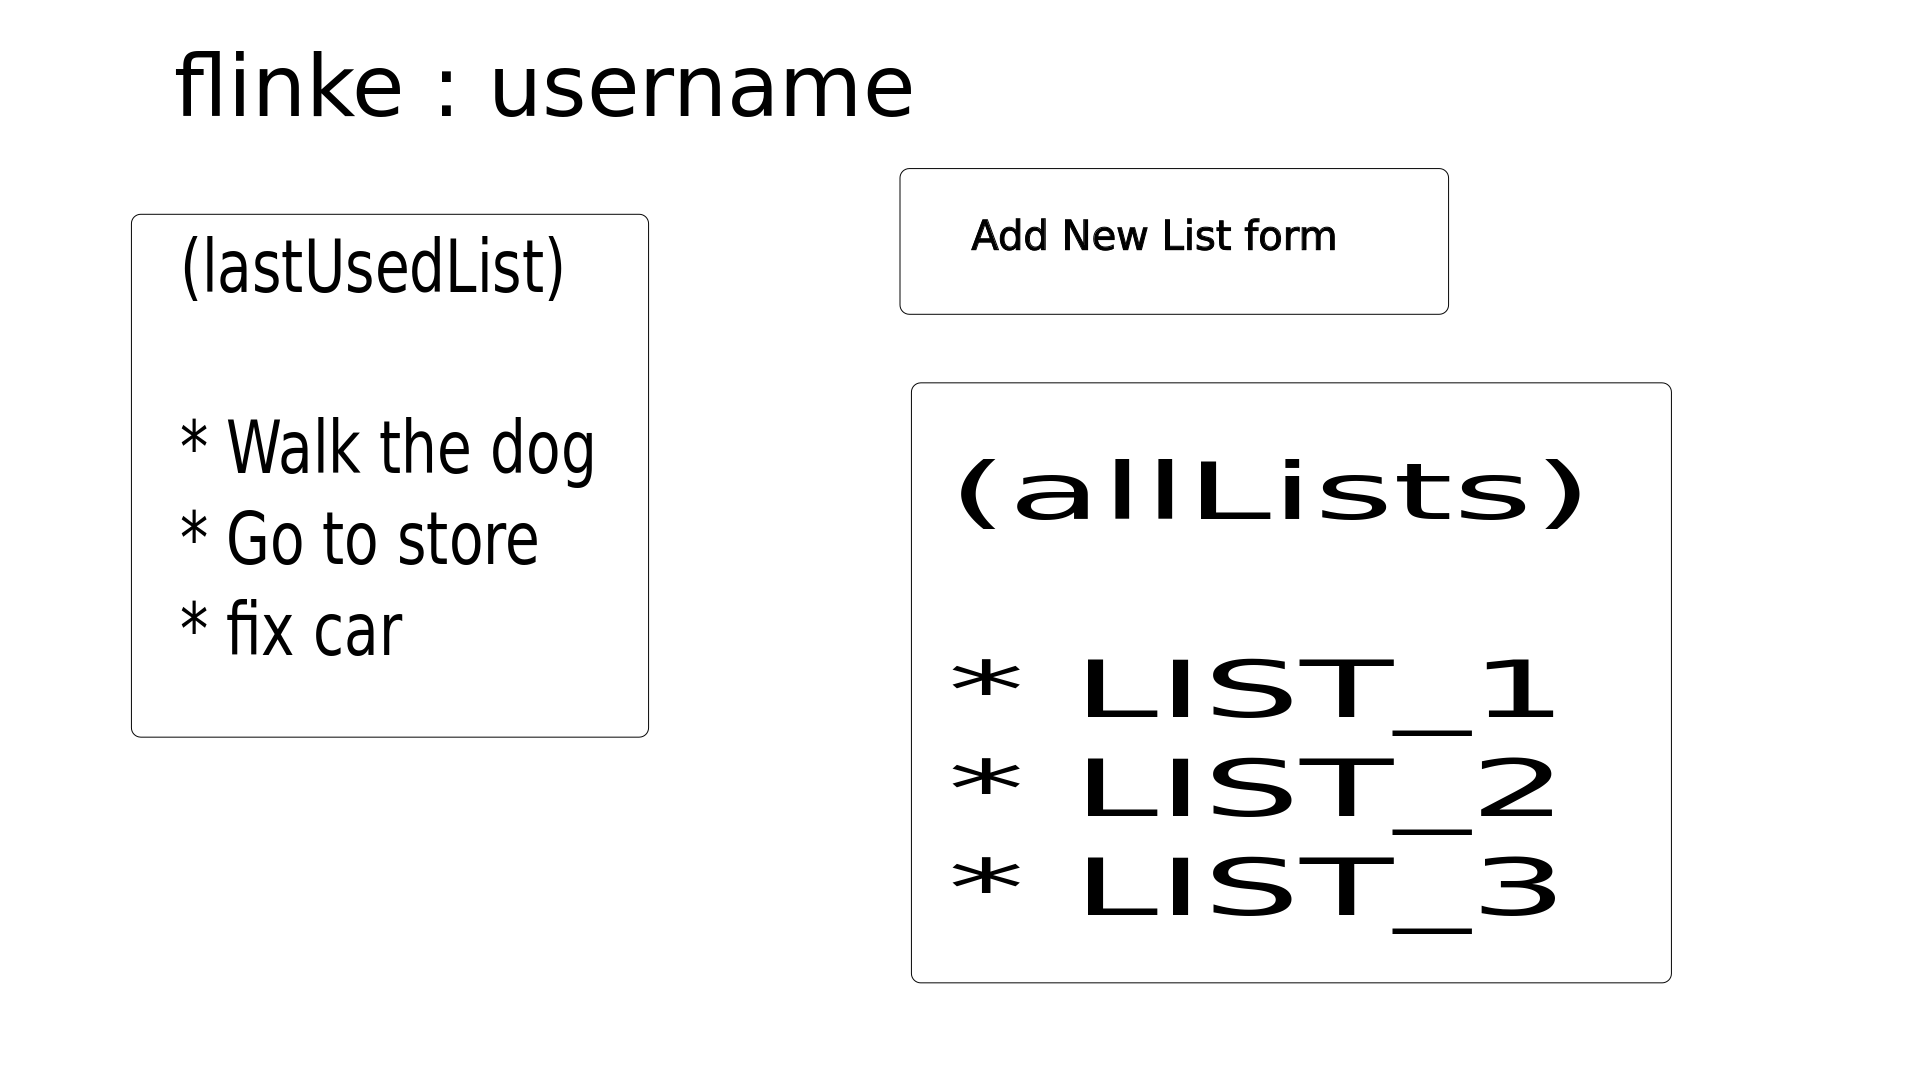 flinke : username
(lastUsedList)
* Walk the dog
* Go to store
* fix car
Add New List form
(allLists)
* LIST_1
* LIST_2
* LIST_3